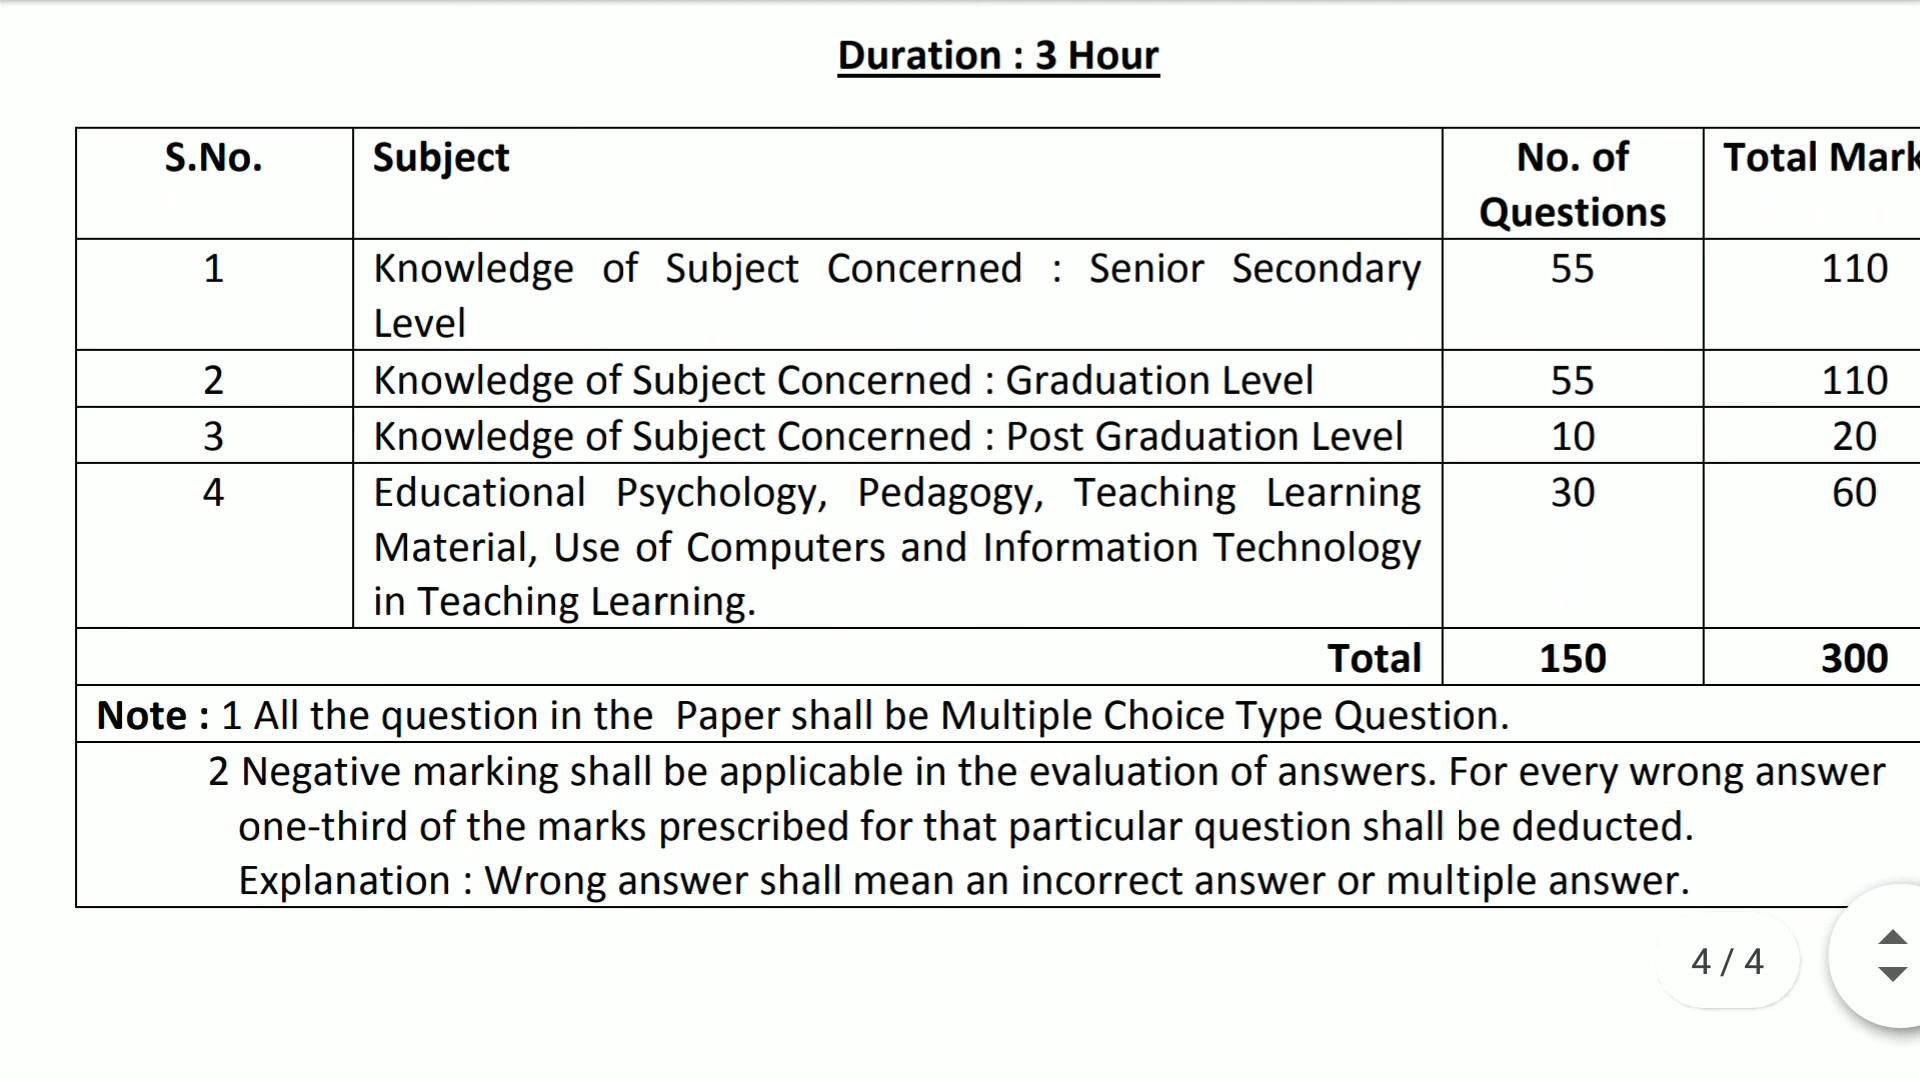 Duration : 3 Hour
S.No. Subject No. of Total Mark
Questions
1 Knowledge of Subject Concerned : Senior Secondary 55 110
Level
2 Knowledge of Subject Concerned : Graduation Level 55 110
3 Knowledge of Subject Concerned : Post Graduation Level 10 20
4 Educational Psychology, Pedagogy, Teaching Learning 30 60
Material, Use of Computers and Information Technology
in Teaching Learning.
Total 150 300
Note : 1 All the question in the Paper shall be Multiple Choice Type Question.
2 Negative marking shall be applicable in the evaluation of answers. For every wrong answer
one-third of the marks prescribed for that particular question shall be deducted.
Explanation : Wrong answer shall mean an incorrect answer or multiple answer.
4 / 4